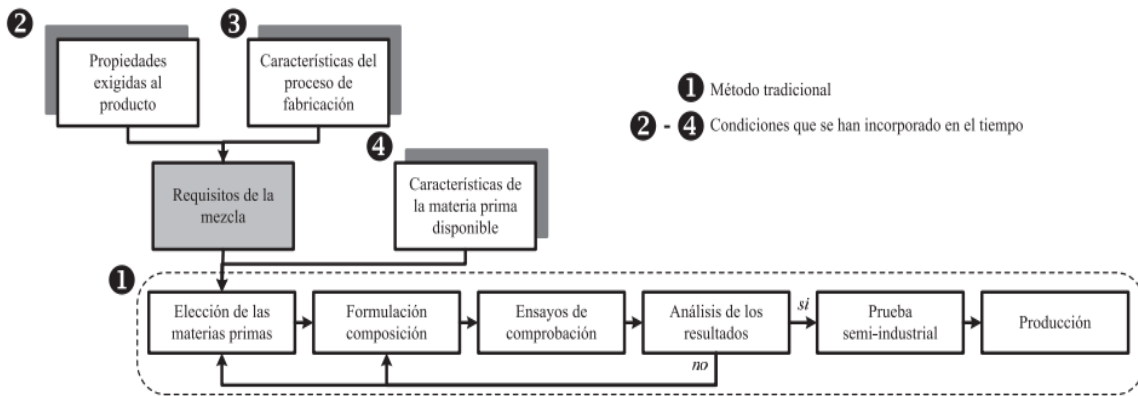 2
Propiedades
exigidas al
producto
3
Características del
proceso de
fabricación
1 Método tradicional
2 - 4 Condiciones que se han incorporado en el tiempo
Requisitos de la
mezcla
4
Características de
la materia prima
disponible
1
Elección de las
materias primas
Formulación
composición
Ensayos de
comprobación
Análisis de los
resultados
si
no
Prueba
semi-industrial
Producción